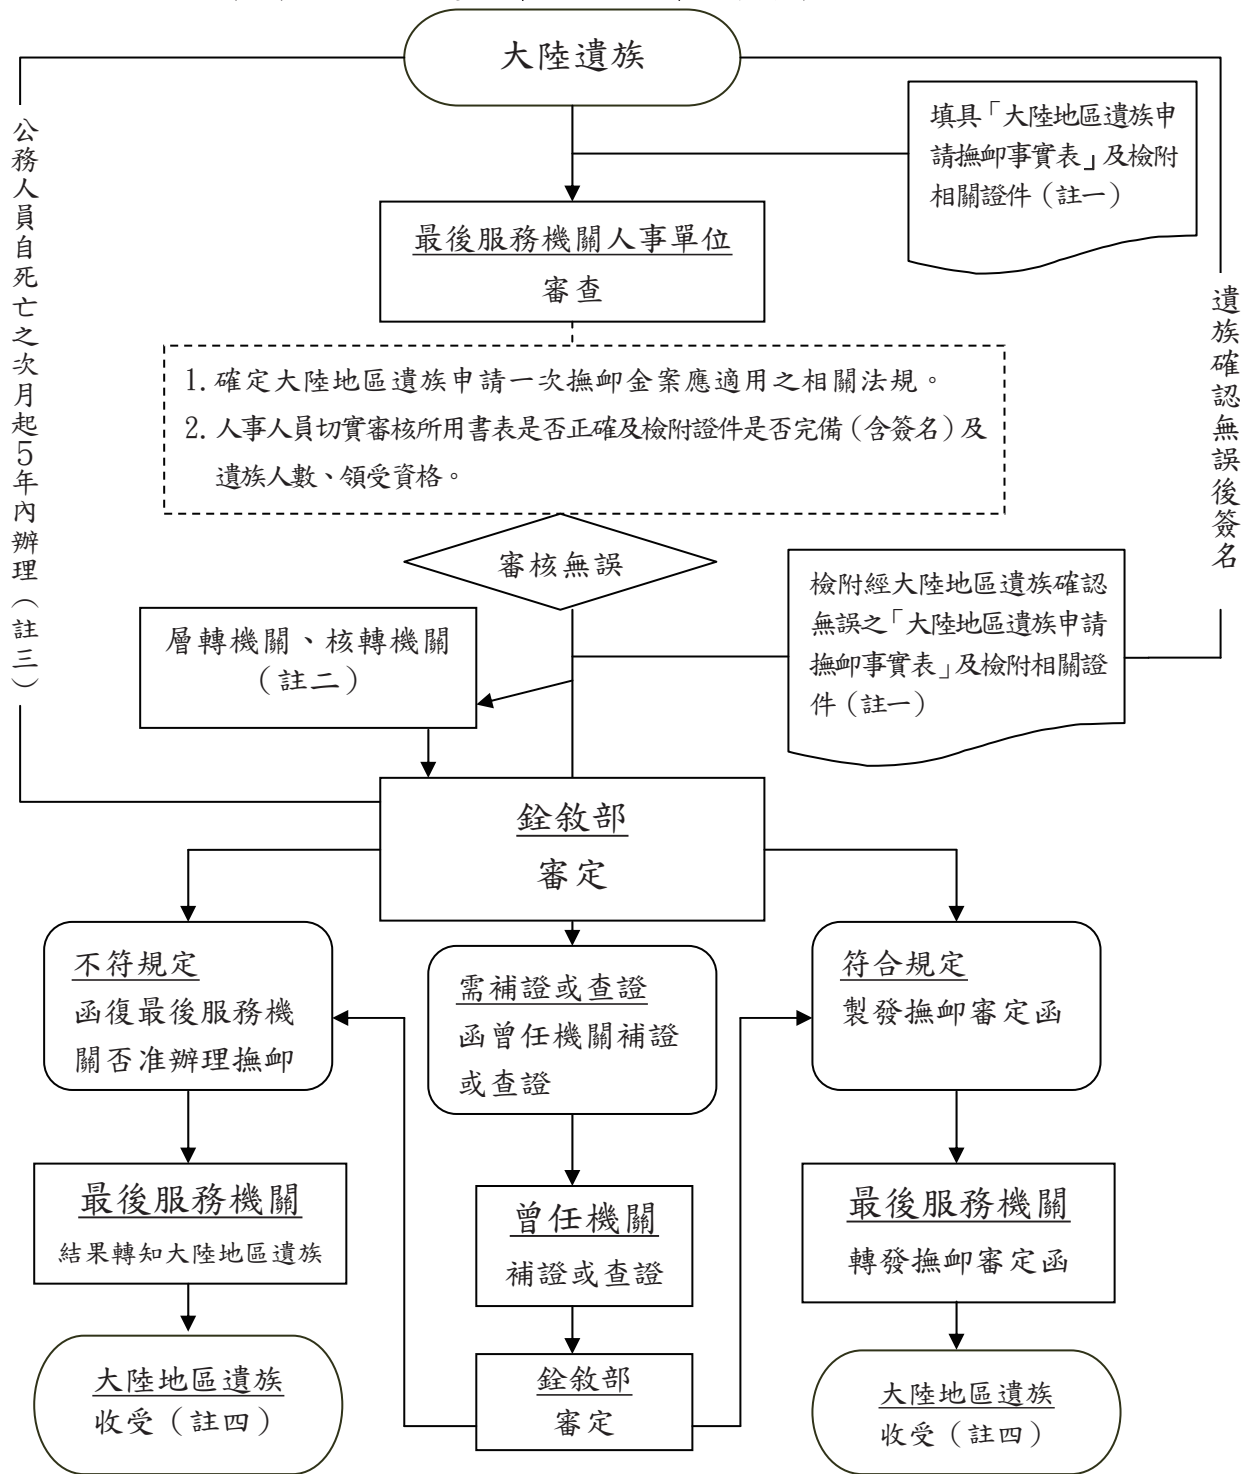 大陸遺族
填具「大陸地區遺族申
請撫卹事實表」及檢附
相關證件（註一）
公務人員自死亡之次月起5年內辦理（註三）
最後服務機關人事單位
審查
遺族確認無誤後簽名
1. 確定大陸地區遺族申請一次撫卹金案應適用之相關法規。
2. 人事人員切實審核所用書表是否正確及檢附證件是否完備（含簽名）及
遺族人數、領受資格。
審核無誤
檢附經大陸地區遺族確認
無誤之「大陸地區遺族申請
撫卹事實表」及檢附相關證
件（註一）
層轉機關、核轉機關
（註二）
銓敘部
審定
不符規定
函復最後服務機
關否准辦理撫卹
需補證或查證
函曾任機關補證
或查證
符合規定
製發撫卹審定函
最後服務機關
結果轉知大陸地區遺族
曾任機關
補證或查證
最後服務機關
轉發撫卹審定函
大陸地區遺族
收受（註四）
銓敘部
審定
大陸地區遺族
收受（註四）